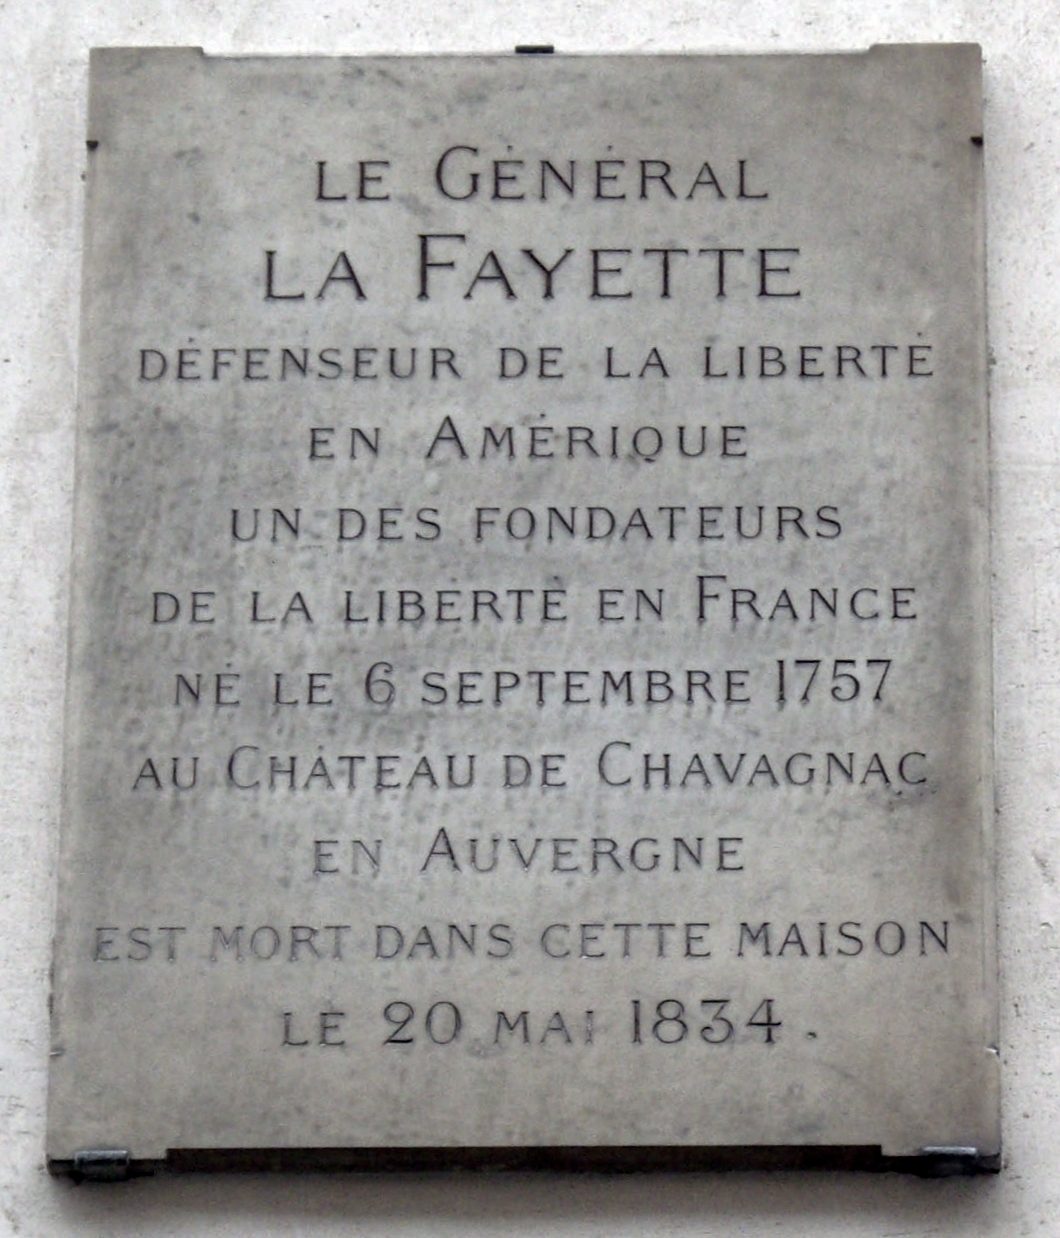 LE GÉNÉRAL
LA FAYETTE
DÉFENSEUR DE LA LIBERTÉ
EN AMÉRIQUE
UN DES FONDATEURS
DE LA LIBERTÉ EN FRANCE
NÉ LE 6 SEPTEMBRE 1757
AU CHÂTEAU DE CHAVAGNAC
EN AUVERGNE
EST MORT DANS CETTE MAISON
LE 20 MAI 1834.